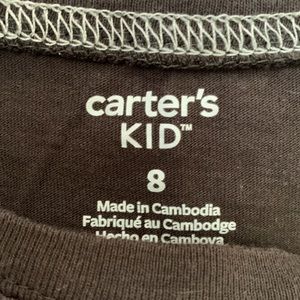 carter's
KID™
8
Made in Cambodia
Fabriqué au Cambodge
Hecho en Camboya